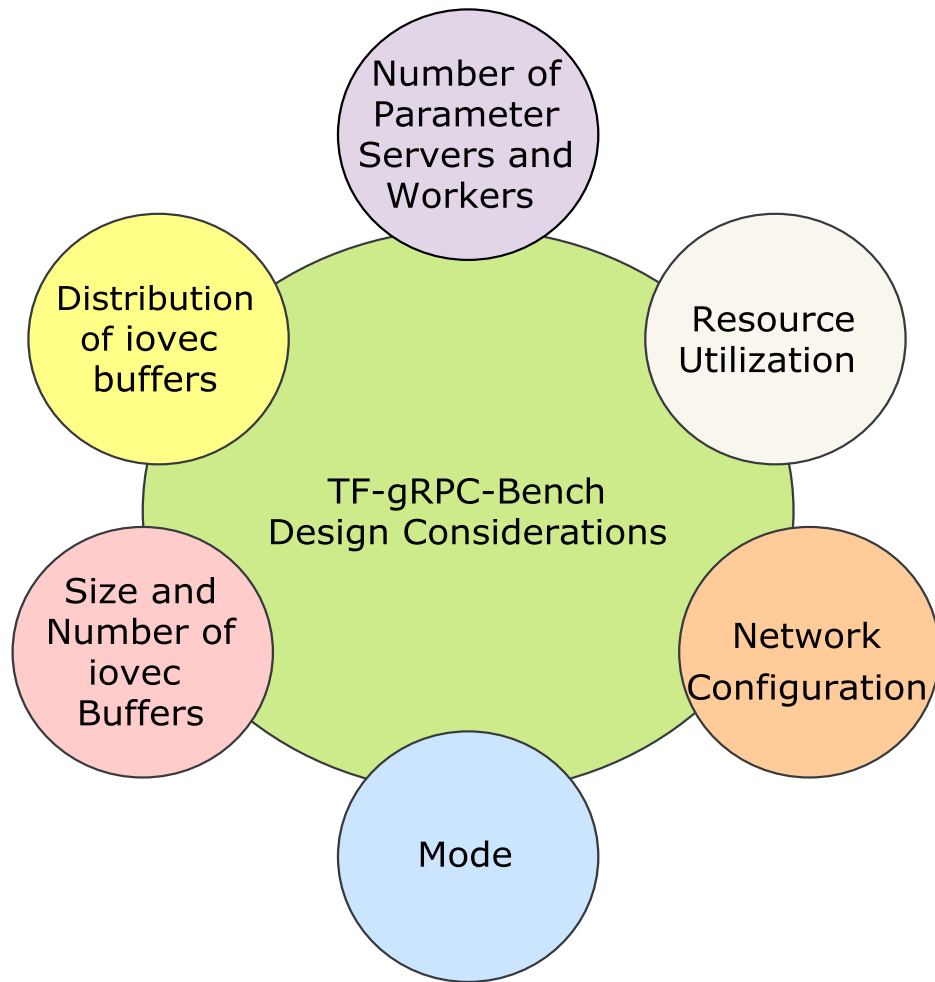 Number of
Parameter
Servers and
Workers
Distribution
of iovec
buffers
Resource
Utilization
TF-gRPC-Bench
Design Considerations
Size and
Number of
iovec
Buffers
Network
Configuration
Mode